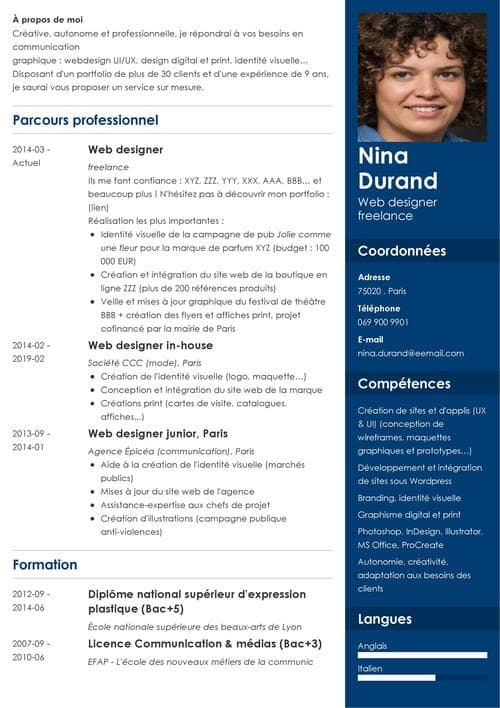 À propos de moi
Créative, autonome et professionnelle, je répondrai à vos besoins en
communication
graphique : webdesign UI/UX, design digital et print, identité visuelle...
Disposant d'un portfolio de plus de 30 clients et d'une expérience de 9 ans,
je saurai vous proposer un service sur mesure.
Parcours professionnel
2014-03 -
Actuel
Web designer
freelance
Ils me font confiance : XYZ, ZZZ, YYY, XXX, AAA, BBB... et
beaucoup plus ! N'hésitez pas à découvrir mon portfolio :
(lien)
Réalisation les plus importantes :
• Identité visuelle de la campagne de pub Jolie comme
une fleur pour la marque de parfum XYZ (budget : 100
000 EUR)
• Création et intégration du site web de la boutique en
ligne ZZZ (plus de 200 références produits)
• Veille et mises à jour graphique du festival de théâtre
BBB + création des flyers et affiches print, projet
cofinancé par la mairie de Paris
2014-02 -
2019-02
Web designer in-house
Société CCC (mode), Paris
• Création de l'identité visuelle (logo, maquette...)
• Conception et intégration du site web de la marque
• Créations print (cartes de visite, catalogues,
affiches...)
2013-09 -
2014-01
Web designer junior, Paris
Agence Épicéa (communication), Paris
• Aide à la création de l'identité visuelle (marchés
publics)
• Mises à jour du site web de l'agence
• Assistance-expertise aux chefs de projet
• Création d'illustrations (campagne publique
anti-violences)
Formation
2012-09 -
2014-06
Diplôme national supérieur d'expression
plastique (Bac+5)
École nationale supérieure des beaux-arts de Lyon
2007-09 -
2010-06
Licence Communication & médias (Bac+3)
EFAP - L'école des nouveaux métiers de la communic
Nina
Durand
Web designer
freelance
Coordonnées
Adresse
75020 , Paris
Téléphone
069 900 9901
E-mail
nina.durand@eemail.com
Compétences
Création de sites et d'applis (UX
& UI) (conception de
wireframes, maquettes
graphiques et prototypes...)
Développement et intégration
de sites sous Wordpress
Branding, identité visuelle
Graphisme digital et print
Photoshop, InDesign, Illustrator,
MS Office, ProCreate
Autonomie, créativité,
adaptation aux besoins des
clients
Langues
Anglais
Italien